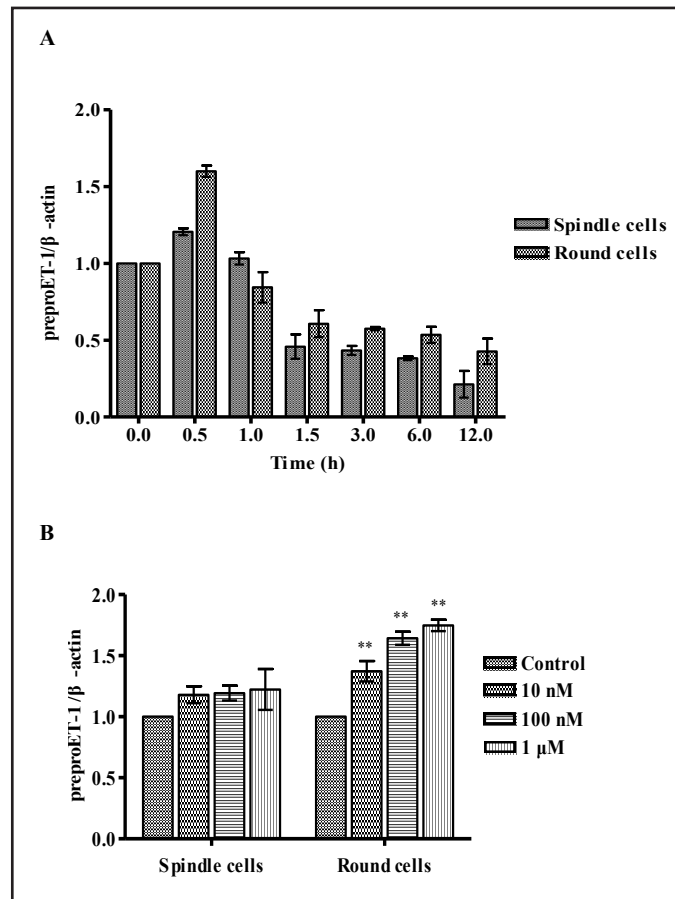 A
2.0
1.5
1.0
0.5
0.0
preproET-1/β -actin
0.0 0.5 1.0 1.5 3.0 6.0 12.0
Time (h)
Spindle cells
Round cells
B
2.0
1.5
1.0
0.5
0.0
preproET-1/β -actin
** ** **
Spindle cells Round cells
Control
10 nM
100 nM
1 µM